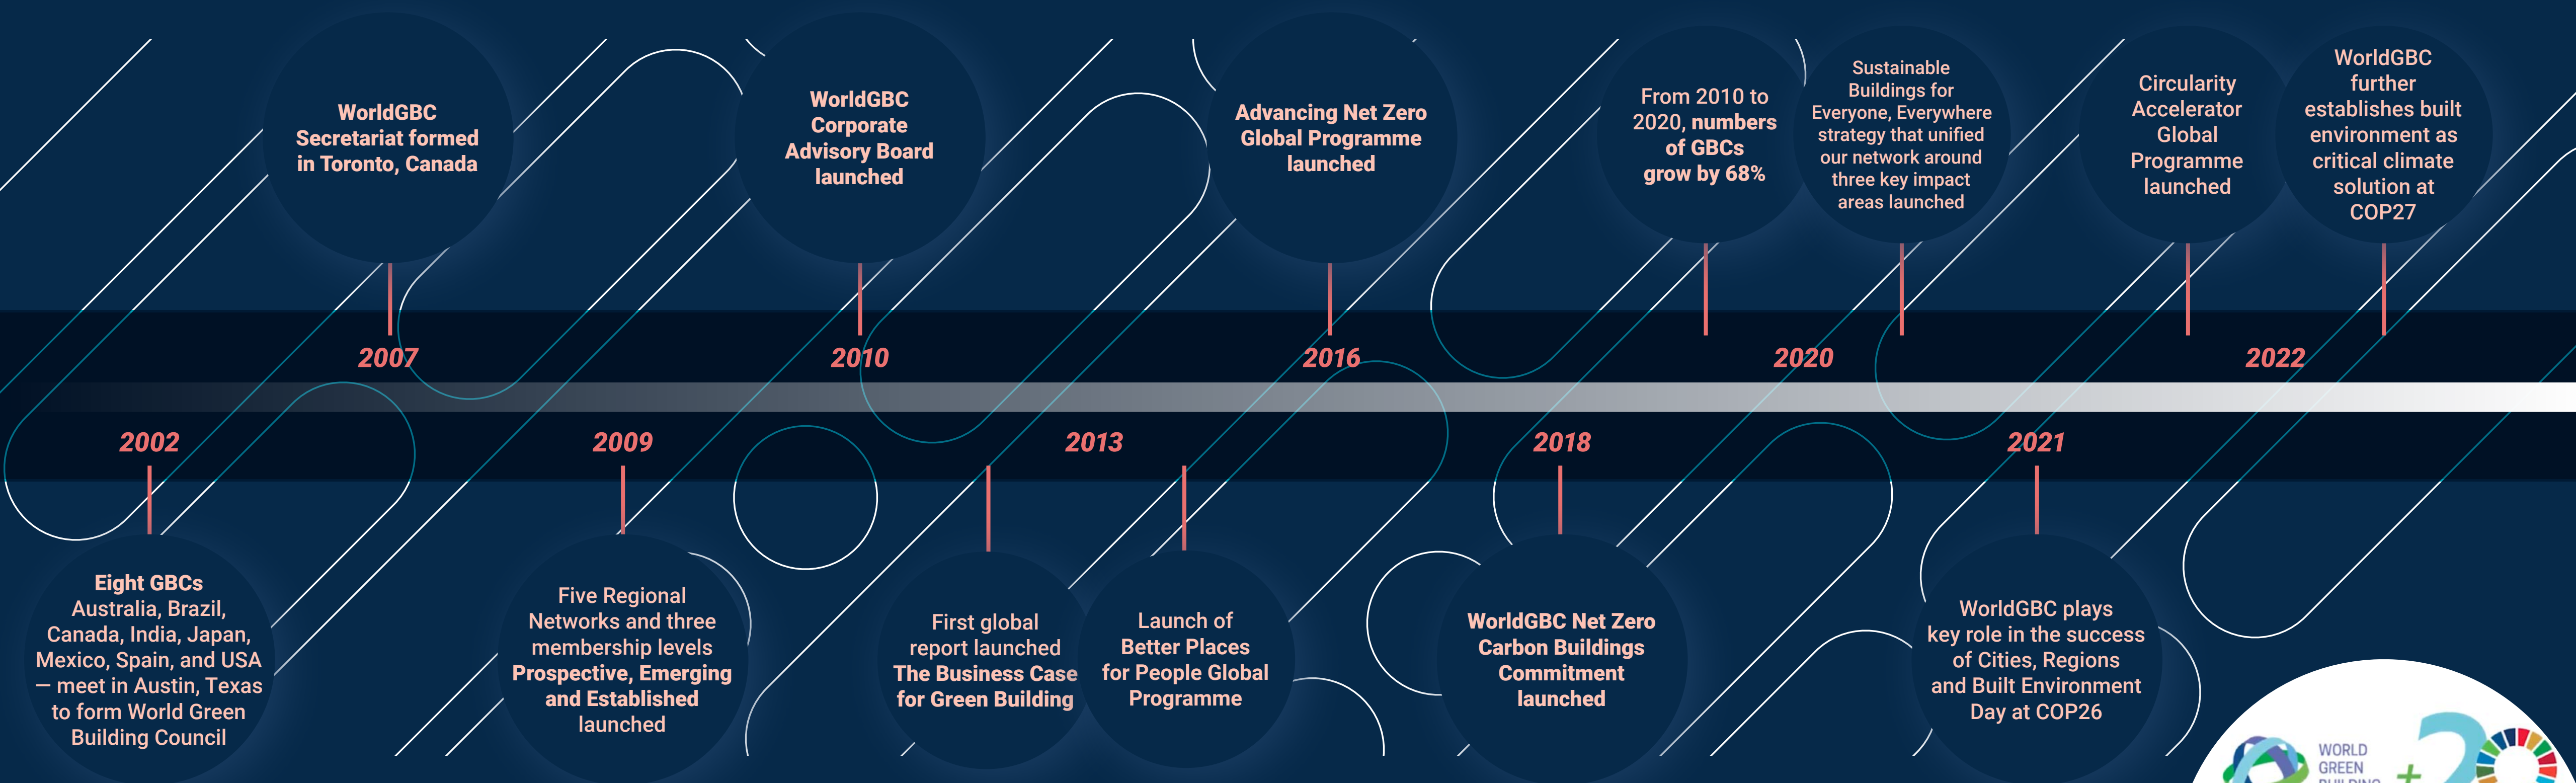 WorldGBC
Secretariat formed
in Toronto, Canada
WorldGBC
Corporate
Advisory Board
launched
Advancing Net Zero
Global Programme
launched
From 2010 to
2020, numbers
of GBCs
grow by 68%
Sustainable
Buildings for
Everyone, Everywhere
strategy that unified
our network around
three key impact
areas launched
Circularity
Accelerator
Global
Programme
launched
WorldGBC
further
establishes built
environment as
critical climate
solution at
COP27
2007
2010
2016
2020
2022
2002
2009
2013
2018
2021
Eight GBCs
Australia, Brazil,
Canada, India, Japan,
Mexico, Spain, and USA
— meet in Austin, Texas
to form World Green
Building Council
Five Regional
Networks and three
membership levels
Prospective, Emerging
and Established
launched
First global
report launched
The Business Case
for Green Building
Launch of
Better Places
for People Global
Programme
WorldGBC Net Zero
Carbon Buildings
Commitment
launched
WorldGBC plays
key role in the success
of Cities, Regions
and Built Environment
Day at COP26
WORLD
GREEN
BUILDING
+20